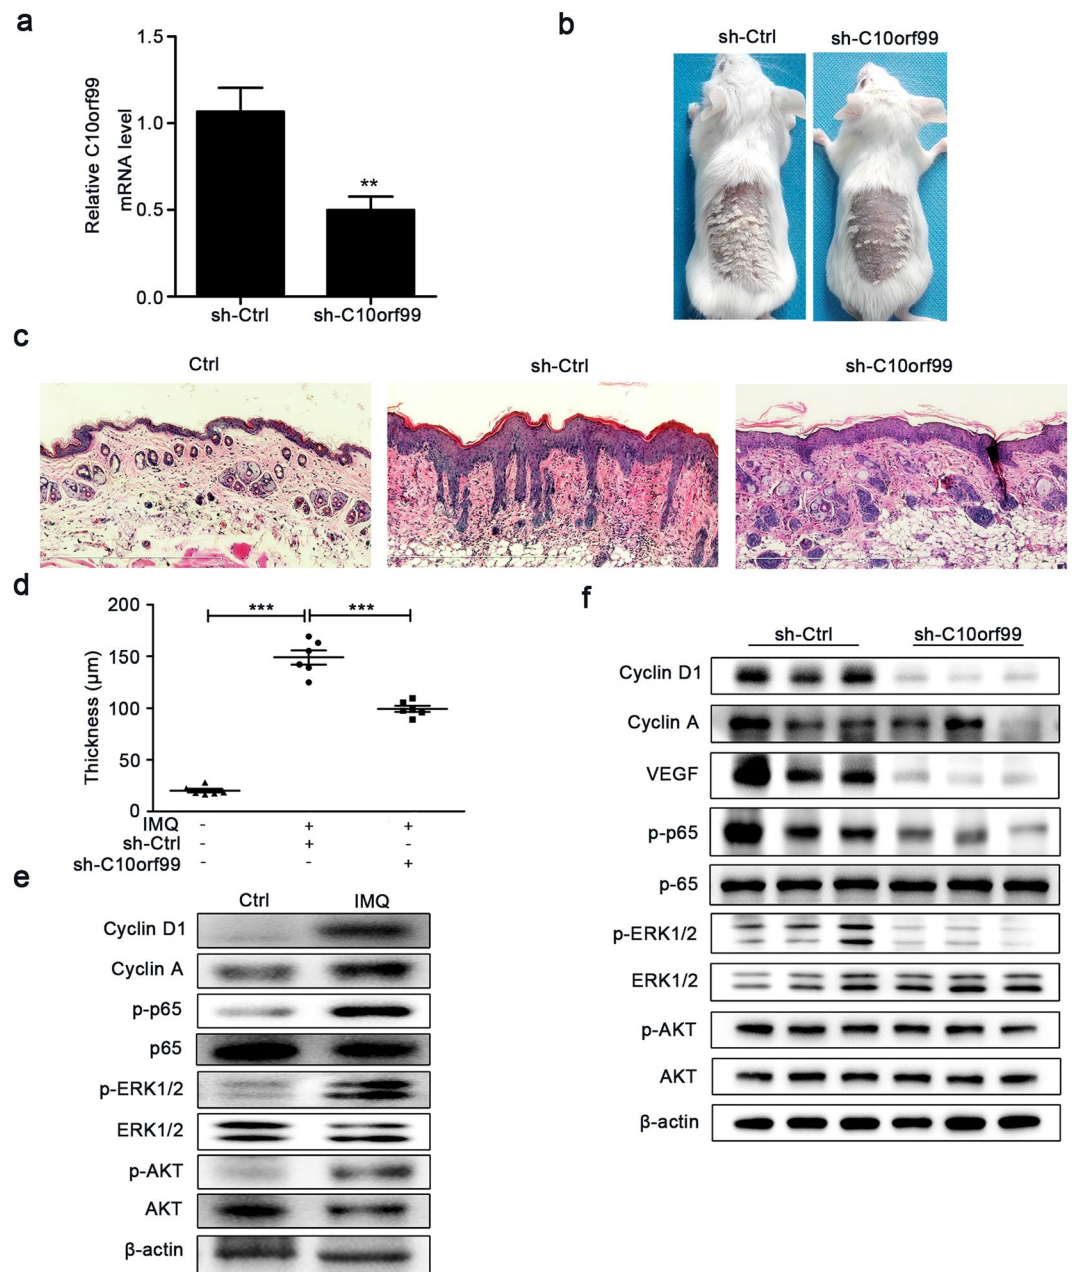 a
1.5
1.0
0.5
0.0
Relative C10orf99
mRNA level
**
sh-Ctrl sh-C10orf99
b
sh-Ctrl sh-C10orf99
c
Ctrl sh-Ctrl sh-C10orf99
d
200
150
100
50
0
Thickness (μm)
*** ***
IMQ - + +
sh-Ctrl - + -
sh-C10orf99 - - +
e
Ctrl IMQ
Cyclin D1
Cyclin A
p-p65
p65
p-ERK1/2
ERK1/2
p-AKT
AKT
β-actin
f
sh-Ctrl sh-C10orf99
Cyclin D1
Cyclin A
VEGF
p-p65
p-65
p-ERK1/2
ERK1/2
p-AKT
AKT
β-actin